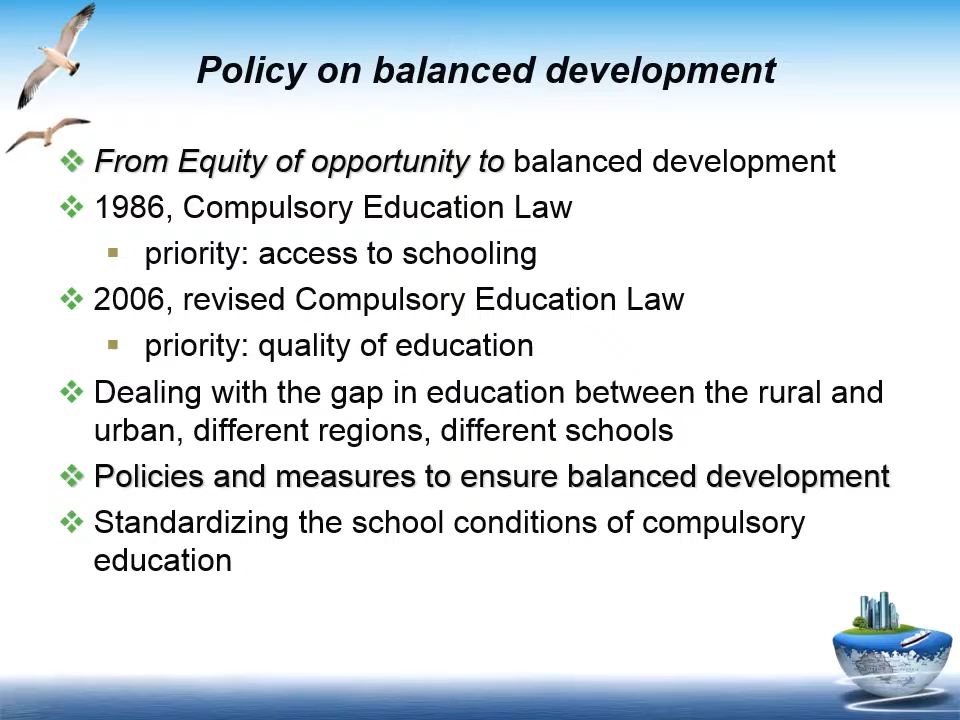 Policy on balanced development
From Equity of opportunity to balanced development
1986, Compulsory Education Law
priority: access to schooling
2006, revised Compulsory Education Law
priority: quality of education
Dealing with the gap in education between the rural and
urban, different regions, different schools
Policies and measures to ensure balanced development
Standardizing the school conditions of compulsory
education